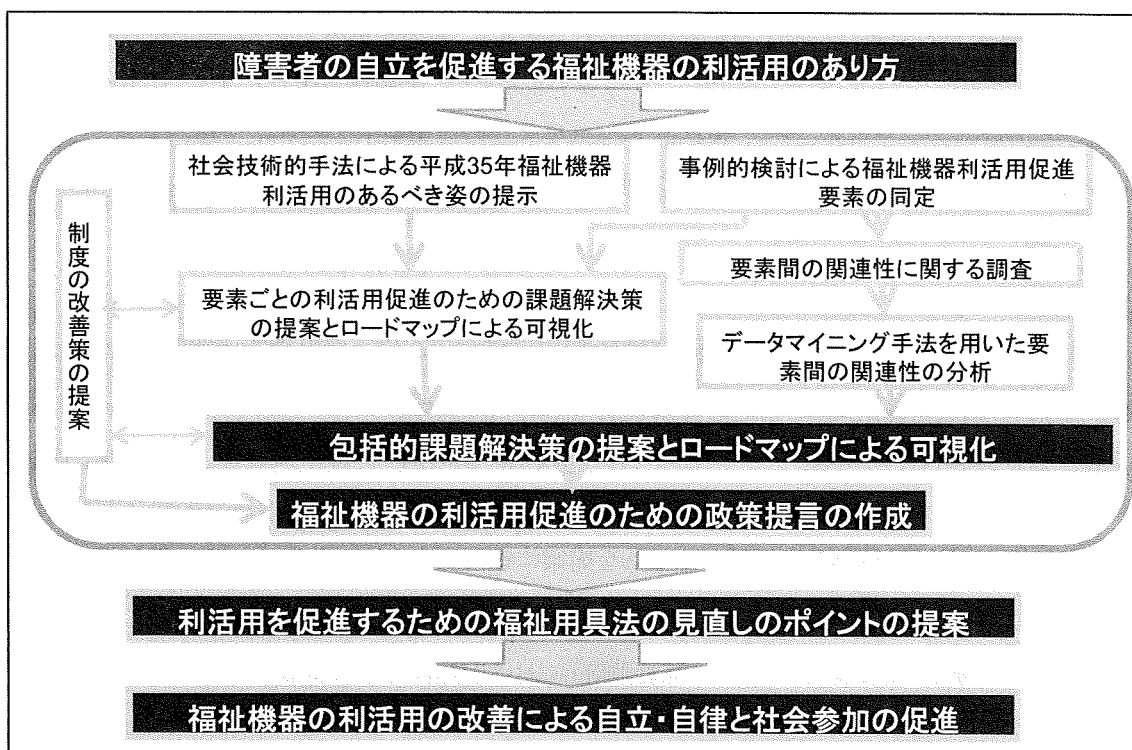 障害者の自立を促進する福祉機器の利活用のあり方
社会技術的手法による平成35年福祉機器
利活用のあるべき姿の提示
事例的検討による福祉機器利活用促進
要素の同定
制度の改善策の提案
要素間の関連性に関する調査
要素ごとの利活用促進のための課題解決策
の提案とロードマップによる可視化
データマイニング手法を用いた要
素間の関連性の分析
包括的課題解決策の提案とロードマップによる可視化
福祉機器の利活用促進のための政策提言の作成
利活用を促進するための福祉用具法の見直しのポイントの提案
福祉機器の利活用の改善による自立・自律と社会参加の促進